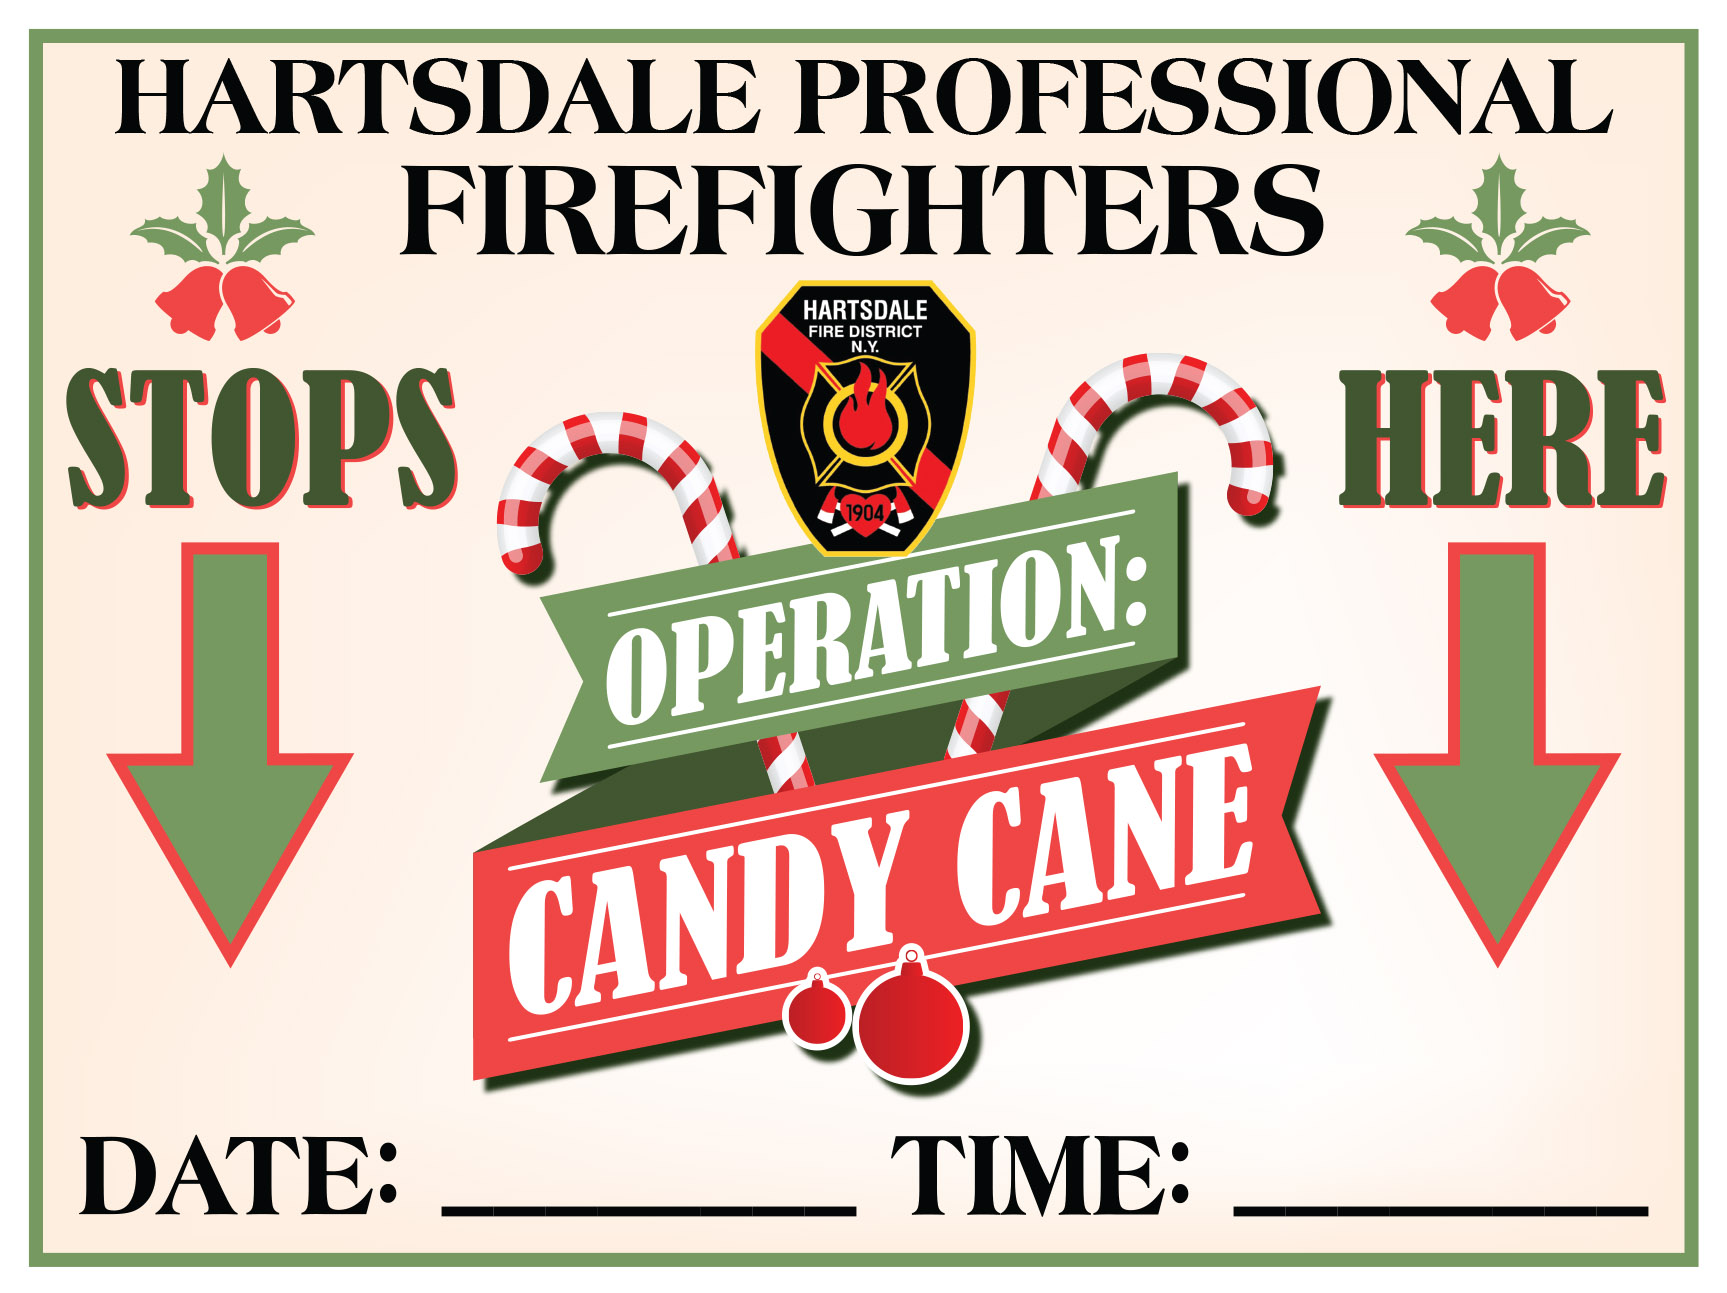 HARTSDALE PROFESSIONAL
FIREFIGHTERS
HARTSDALE
FIRE DISTRICT
N.Y.
1904
STOPS
HERE
OPERATION:
CANDY CANE
DATE: ________ TIME: ________